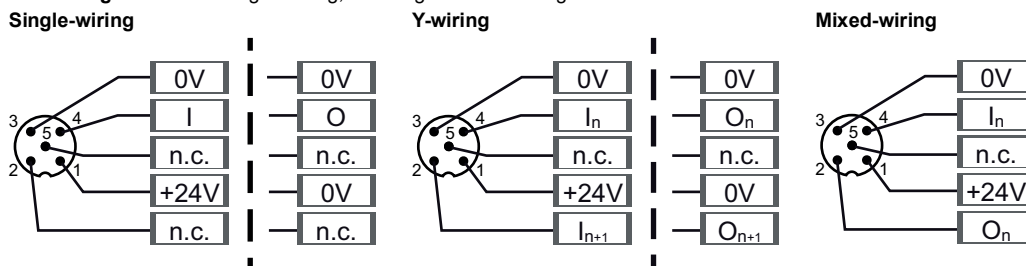 Single-wiring
Y-wiring
Mixed-wiring
0V
I
n.c.
+24V
n.c.
3
4
5
2
1
0V
O
n.c.
0V
n.c.
0V
In
n.c.
+24V
In+1
3
4
5
2
1
0V
On
n.c.
0V
On+1
0V
In
n.c.
+24V
On
3
4
5
2
1